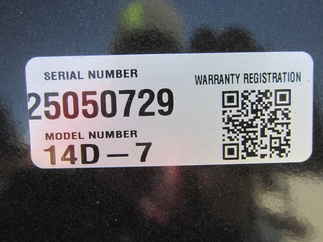 SERIAL NUMBER
WARRANTY REGISTRATION
25050729
MODEL NUMBER
14D-7